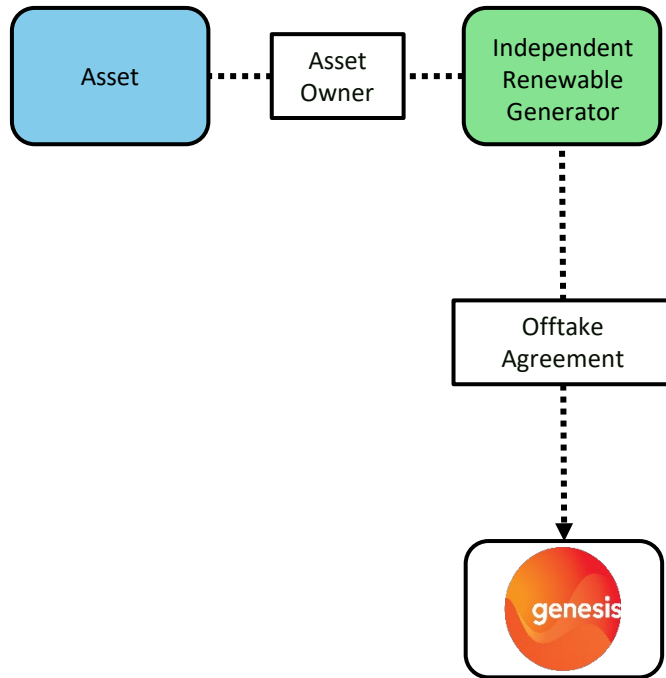 Asset
Asset
Owner
Independent
Renewable
Generator
Offtake
Agreement
genesis